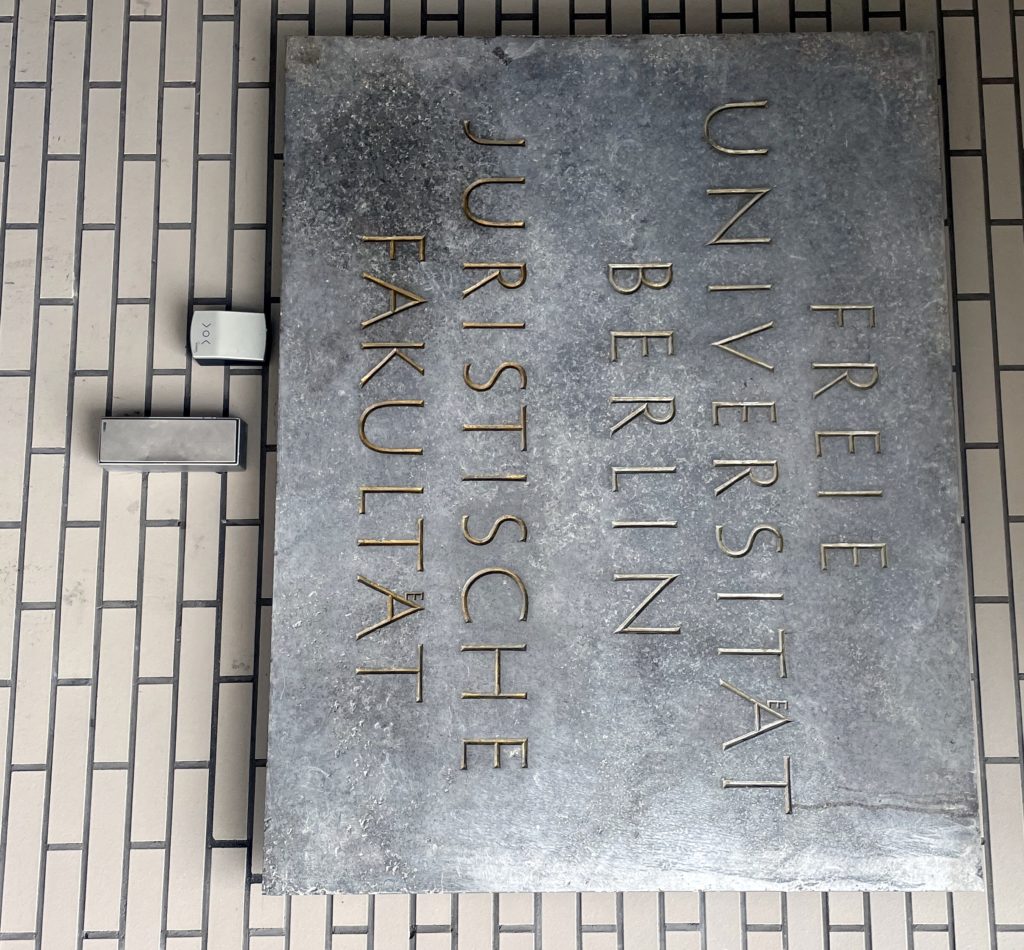 FREIE
UNIVERSITÄT
BERLIN
JURISTISCHE
FAKULTÄT